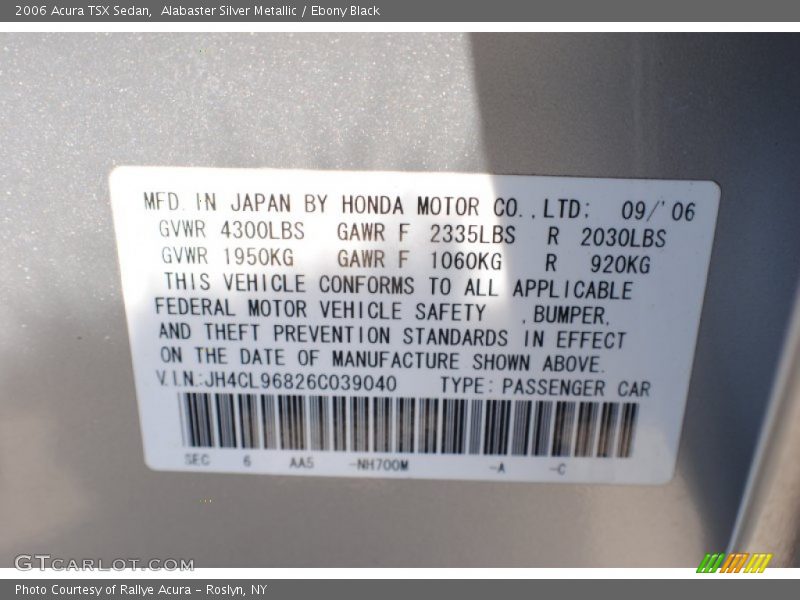 2006 Acura TSX Sedan,  Alabaster Silver Metallic / Ebony Black
MFD. IN JAPAN BY HONDA MOTOR CO.,LTD: 09/'06
GVWR 4300LBS GAWR F 2335LBS R 2030LBS
GVWR 1950KG GAWR F 1060KG R 920KG
THIS VEHICLE CONFORMS TO ALL APPLICABLE
FEDERAL MOTOR VEHICLE SAFETY ,BUMPER,
AND THEFT PREVENTION STANDARDS IN EFFECT
ON THE DATE OF MANUFACTURE SHOWN ABOVE.
V.I.N.:JH4CL96826C039040 TYPE: PASSENGER CAR
SEC 6 AA5 -NH700M -A -C
GTCARLOT.COM
Photo Courtesy of Rallye Acura - Roslyn, NY